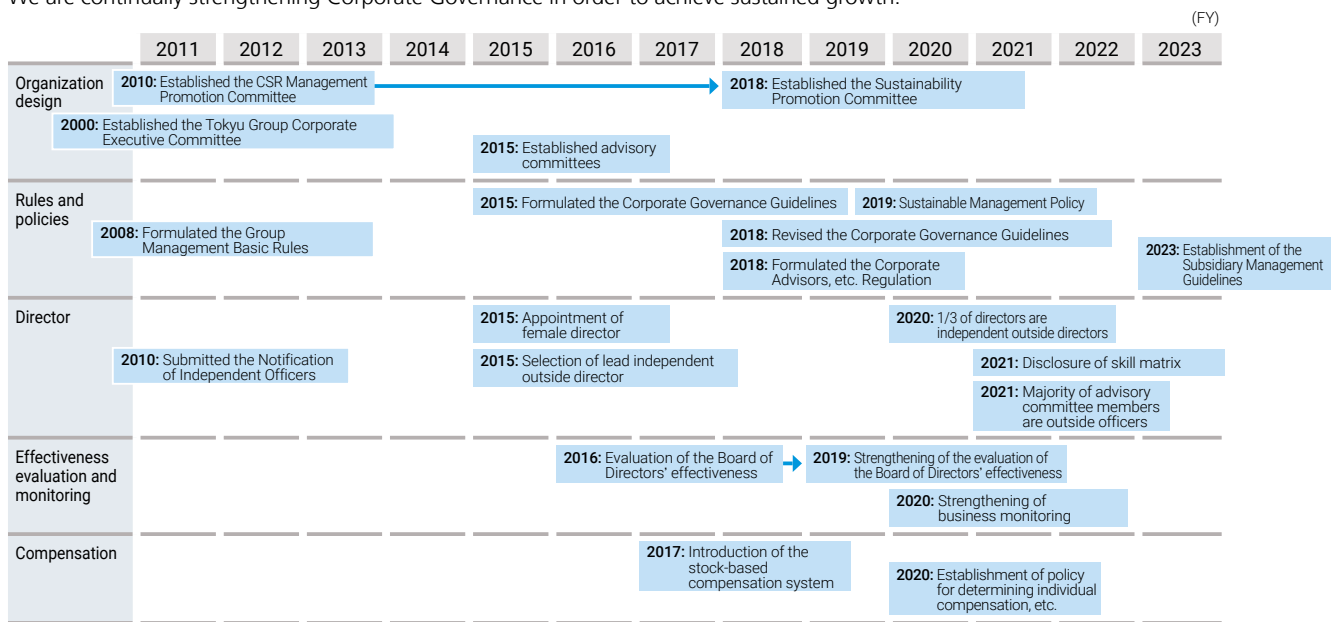 We are continually strengthening Corporate Governance in order to achieve sustained growth.
(FY)
2011 2012 2013 2014 2015 2016 2017 2018 2019 2020 2021 2022 2023
Organization
design
2010: Established the CSR Management
Promotion Committee
2018: Established the Sustainability
Promotion Committee
2000: Established the Tokyu Group Corporate
Executive Committee
2015: Established advisory
committees
Rules and
policies
2015: Formulated the Corporate Governance Guidelines
2019: Sustainable Management Policy
2008: Formulated the Group
Management Basic Rules
2018: Revised the Corporate Governance Guidelines
2018: Formulated the Corporate
Advisors, etc. Regulation
2023: Establishment of the
Subsidiary Management
Guidelines
Director
2015: Appointment of
female director
2020: 1/3 of directors are
independent outside directors
2010: Submitted the Notification
of Independent Officers
2015: Selection of lead independent
outside director
2021: Disclosure of skill matrix
2021: Majority of advisory
committee members
are outside officers
Effectiveness
evaluation and
monitoring
2016: Evaluation of the Board of
Directors' effectiveness
2019: Strengthening of the evaluation of
the Board of Directors' effectiveness
2020: Strengthening of
business monitoring
Compensation
2017: Introduction of the
stock-based
compensation system
2020: Establishment of policy
for determining individual
compensation, etc.